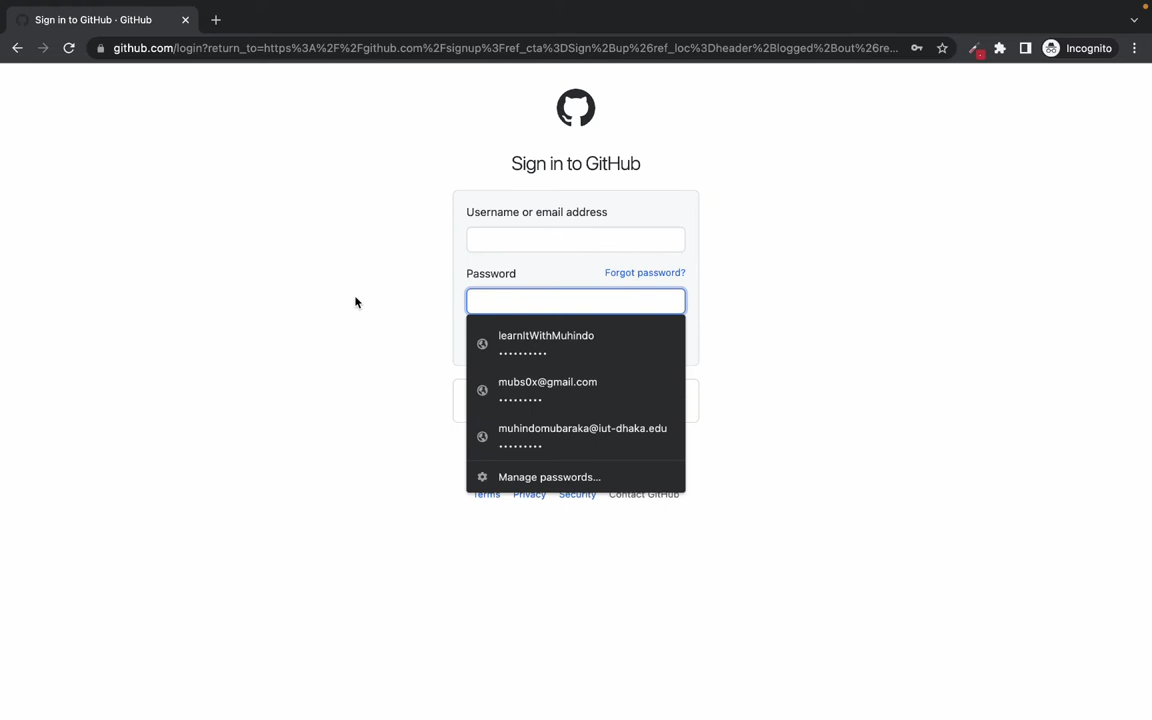 Sign in to GitHub · GitHub
github.com/login?return_to=https%3A%2F%2Fgithub.com%2Fsignup%3Fref_cta%3DSign%2Bup%26ref_loc%3Dheader%2Blogged%2Bout%26re...
Incognito
Sign in to GitHub
Username or email address
Password
Forgot password?
learnItWithMuhindo
••••••••••
mubs0x@gmail.com
•••••••••
muhindomubaraka@iut-dhaka.edu
•••••••••
Manage passwords...
Terms Privacy Security Contact GitHub